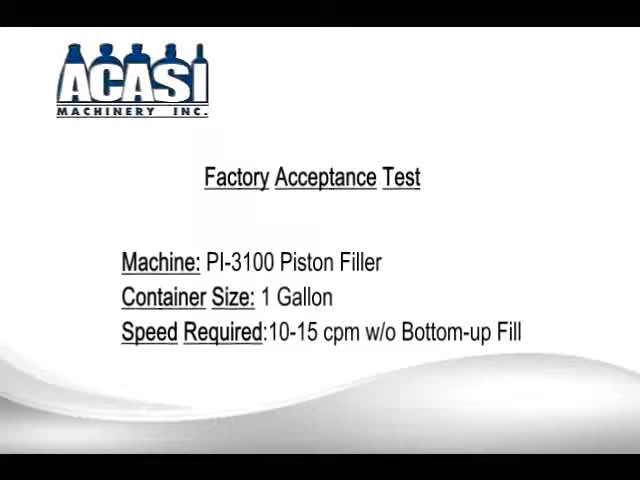 ACASI
MACHINERY INC.
Factory Acceptance Test
Machine: PI-3100 Piston Filler
Container Size: 1 Gallon
Speed Required:10-15 cpm w/o Bottom-up Fill